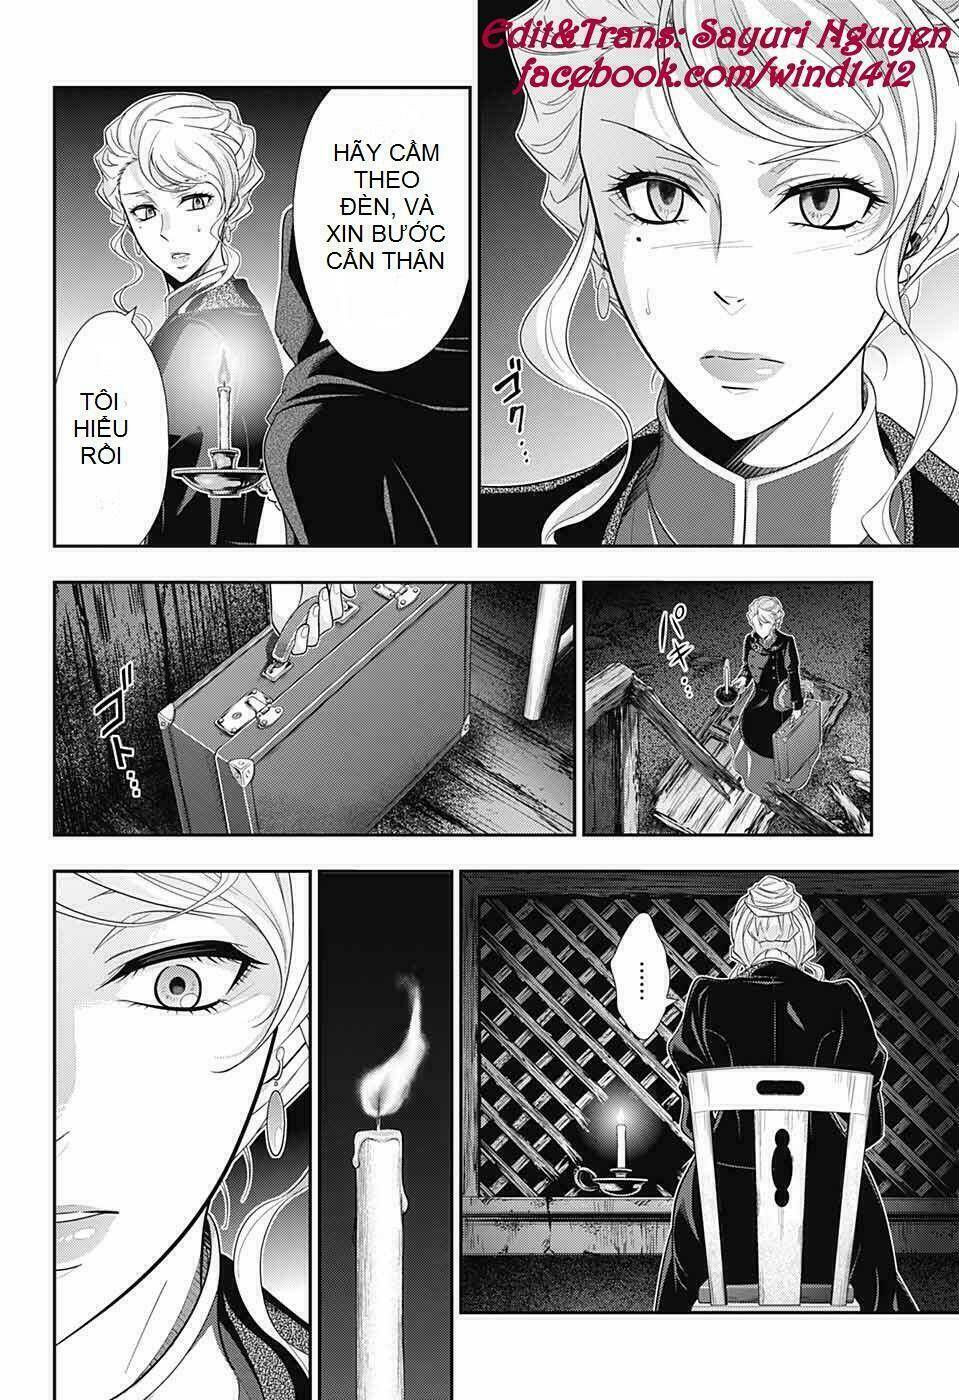 Edit&Trans: Sayuri Nguyen
facebook.com/wind1412
ゴク…
HÃY CẦM
THEO
ĐÈN, VÀ
XIN BƯỚC
CẨN THẬN
TÔI
HIỂU
RỒI
パキ…
ゴト…
……